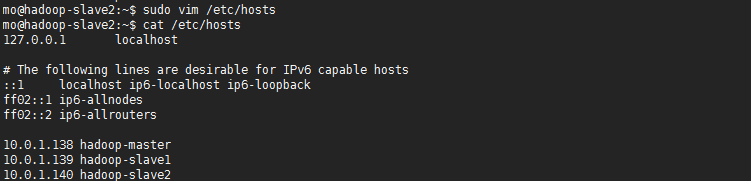 mo@hadoop-slave2:~$ sudo vim /etc/hosts
mo@hadoop-slave2:~$ cat /etc/hosts
127.0.0.1       localhost

# The following lines are desirable for IPv6 capable hosts
::1     localhost ip6-localhost ip6-loopback
ff02::1 ip6-allnodes
ff02::2 ip6-allrouters

10.0.1.138 hadoop-master
10.0.1.139 hadoop-slave1
10.0.1.140 hadoop-slave2